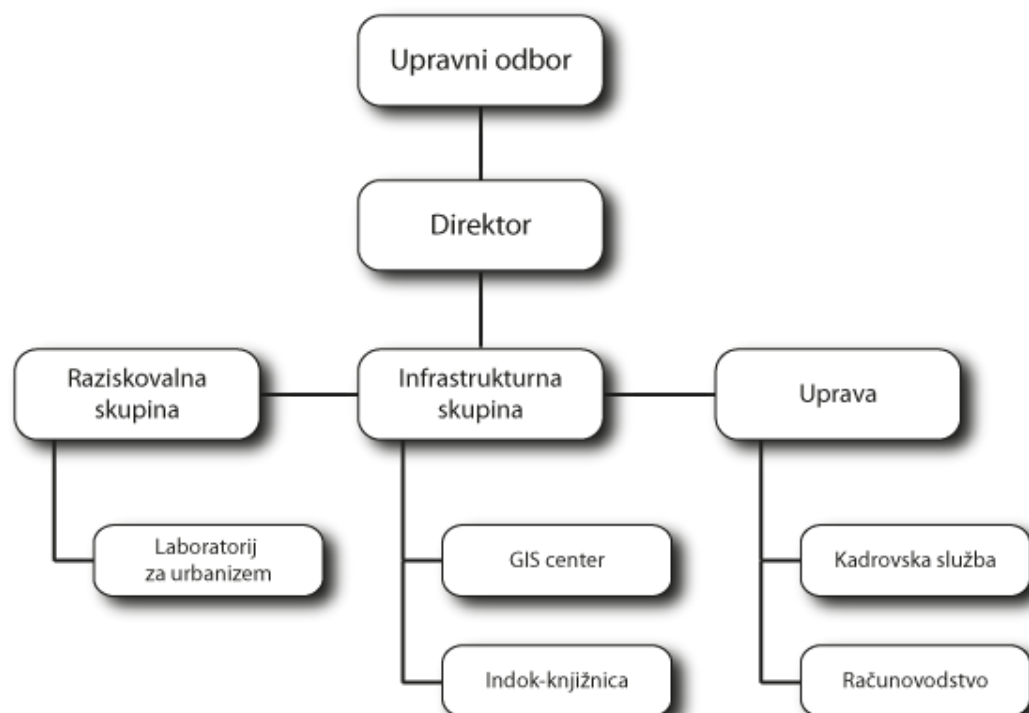 Upravni odbor
Direktor
Raziskovalna
skupina
Infrastrukturna
skupina
Uprava
Laboratorij
za urbanizem
GIS center
Kadrovska služba
Indok-knjižnica
Računovodstvo